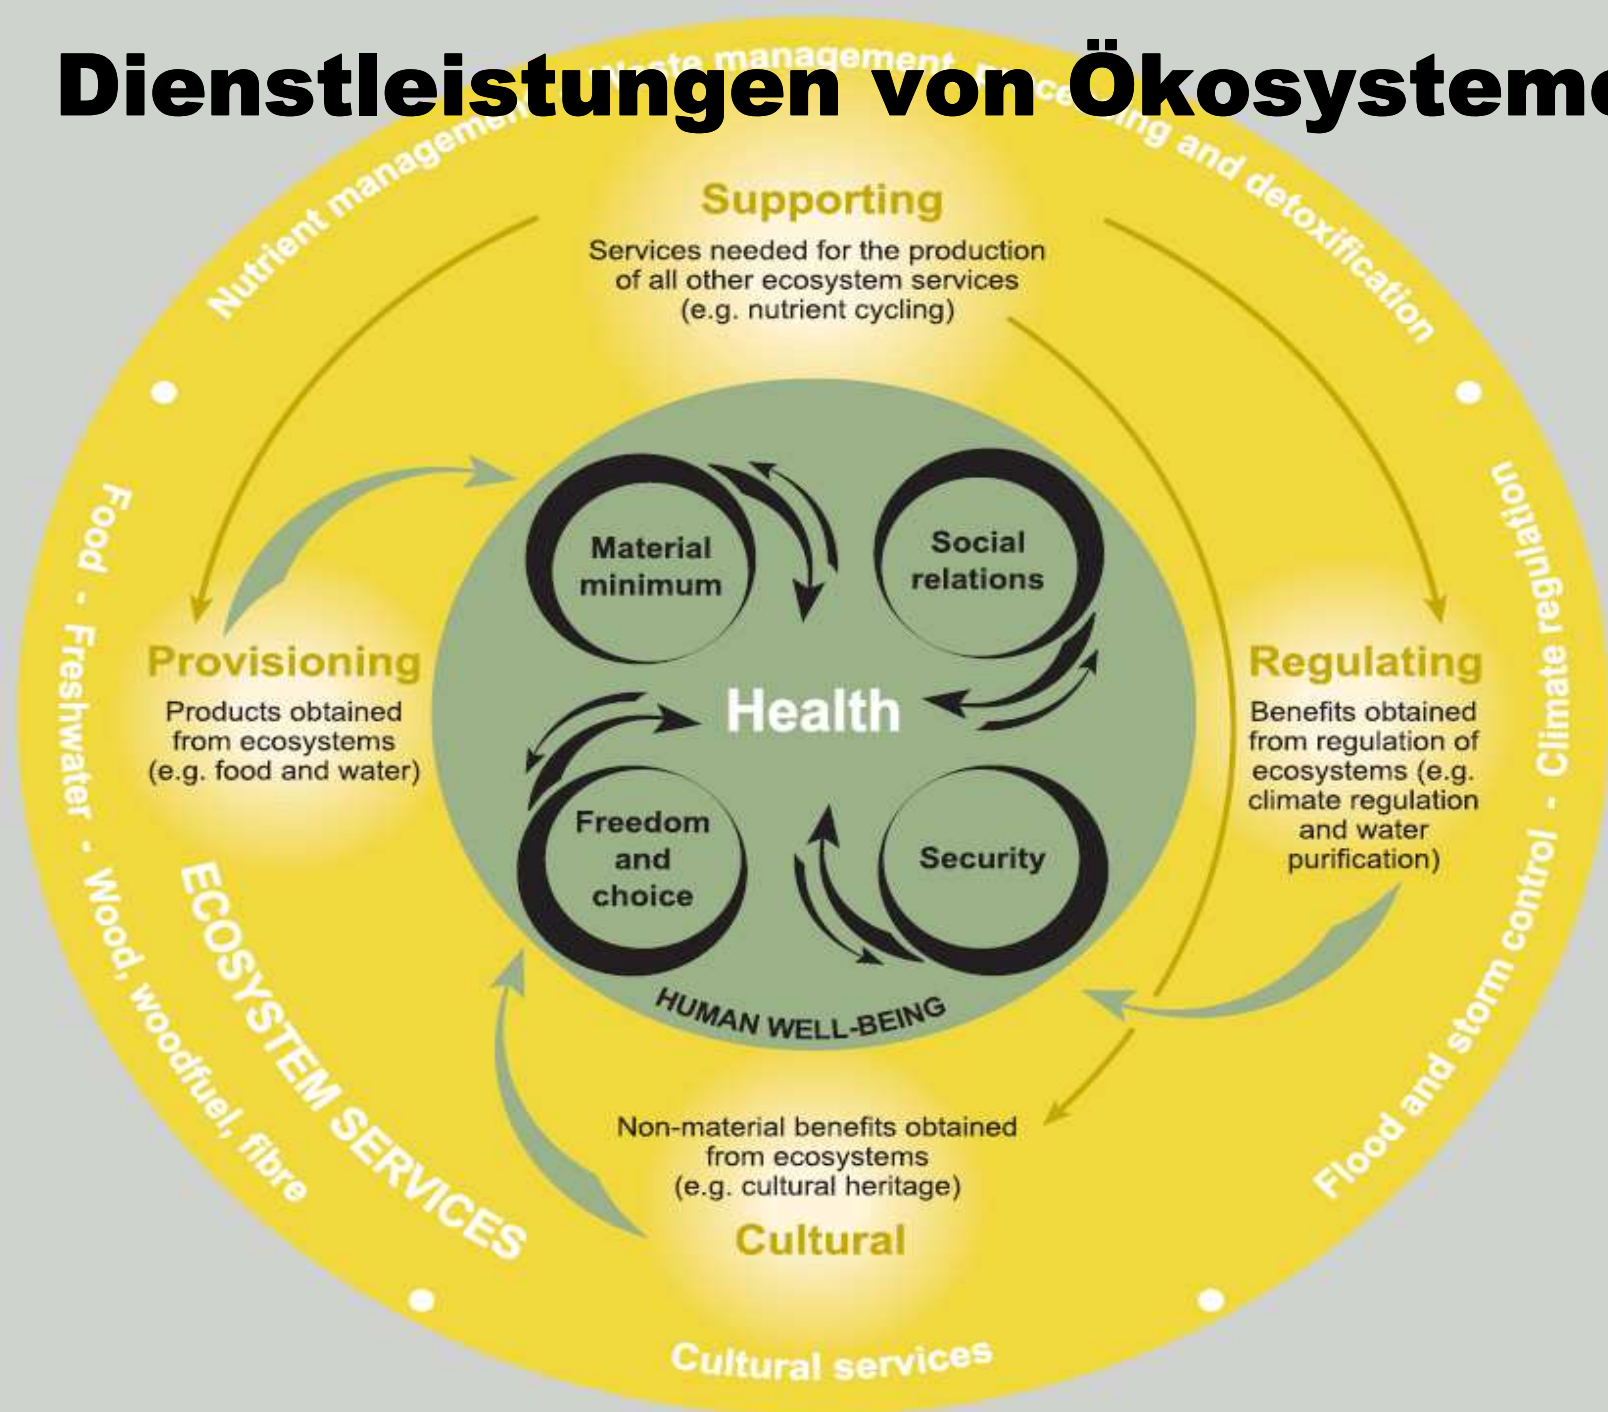 Dienstleistungen von Ökosysteme
Nutrient management
Waste management, processing and detoxification
Supporting
Services needed for the production
of all other ecosystem services
(e.g. nutrient cycling)
Food - Freshwater - Wood, woodfuel, fibre
Flood and storm control - Climate regulation
Material
minimum
Social
relations
Provisioning
Products obtained
from ecosystems
(e.g. food and water)
Health
Regulating
Benefits obtained
from regulation of
ecosystems (e.g.
climate regulation
and water
purification)
Freedom
and
choice
Security
HUMAN WELL-BEING
ECOSYSTEM SERVICES
Non-material benefits obtained
from ecosystems
(e.g. cultural heritage)
Cultural
Cultural services